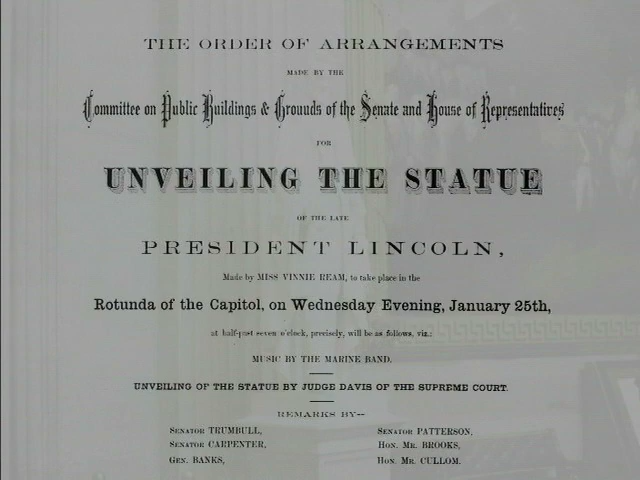 THE ORDER OF ARRANGEMENTS
MADE BY THE
Committee on Public Buildings & Grounds of the Senate and House of Representatives
FOR
UNVEILING THE STATUE
OF THE LATE
PRESIDENT LINCOLN,
Made by MISS VINNIE REAM, to take place in the
Rotunda of the Capitol, on Wednesday Evening, January 25th,
at half-past seven o'clock, precisely, will be as follows, viz.:
MUSIC BY THE MARINE BAND.
UNVEILING OF THE STATUE BY JUDGE DAVIS OF THE SUPREME COURT.
REMARKS BY--
SENATOR TRUMBULL, SENATOR PATTERSON,
SENATOR CARPENTER, HON. MR. BROOKS,
GEN. BANKS, HON. MR. CULLOM.